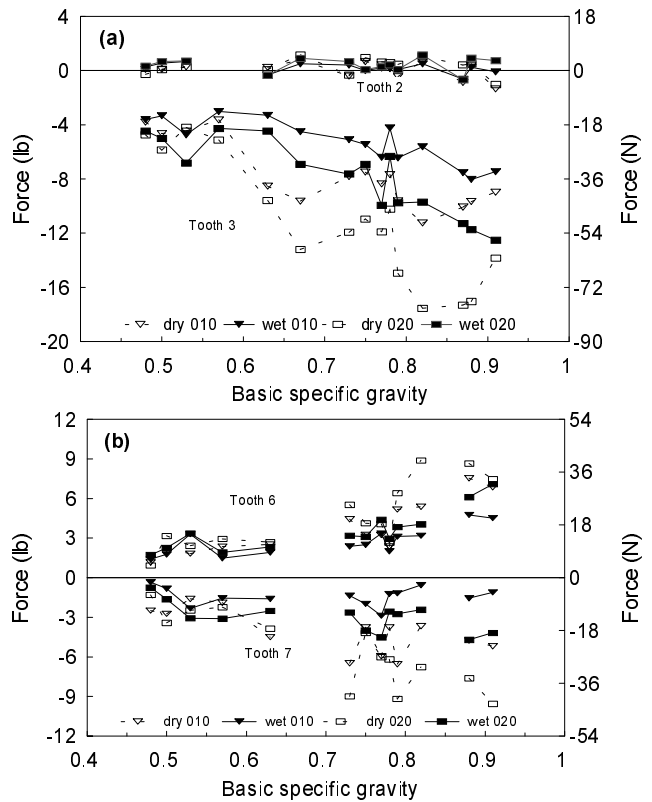 (a)
4
0
-4
-8
-12
-16
-20
18
0
-18
-36
-54
-72
-90
Force (lb)
Force (N)
Tooth 2
Tooth 3
dry 010 wet 010 dry 020 wet 020
0.4 0.5 0.6 0.7 0.8 0.9 1
Basic specific gravity
(b)
12
9
6
3
0
-3
-6
-9
-12
54
36
18
0
-18
-36
-54
Force (lb)
Force (N)
Tooth 6
Tooth 7
dry 010 wet 010 dry 020 wet 020
0.4 0.5 0.6 0.7 0.8 0.9 1
Basic specific gravity